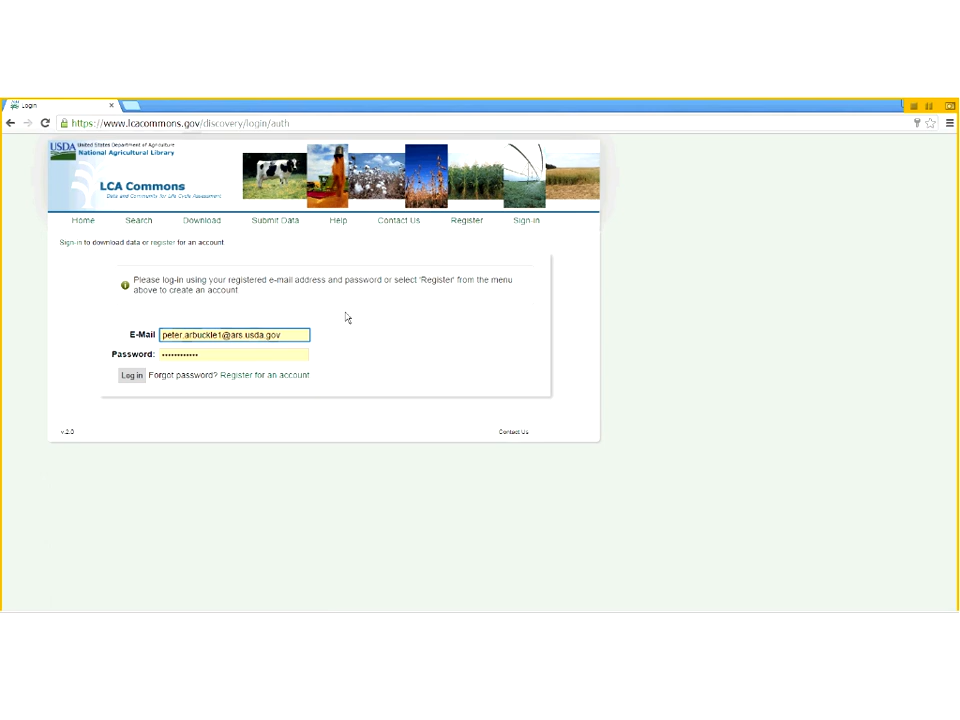 Login
https://www.lcacommons.gov/discovery/login/auth
USDA United States Department of Agriculture
National Agricultural Library
LCA Commons
Data and Community for Life Cycle Assessment
Home Search Download Submit Data Help Contact Us Register Sign in
Sign-in to download data or register for an account
Please log-in using your registered e-mail address and password or select 'Register' from the menu
above to create an account
E-Mail peter.arbuckle1@ars.usda.gov
Password: ••••••••••••
Log in Forgot password? Register for an account
v.2.0 Contact Us